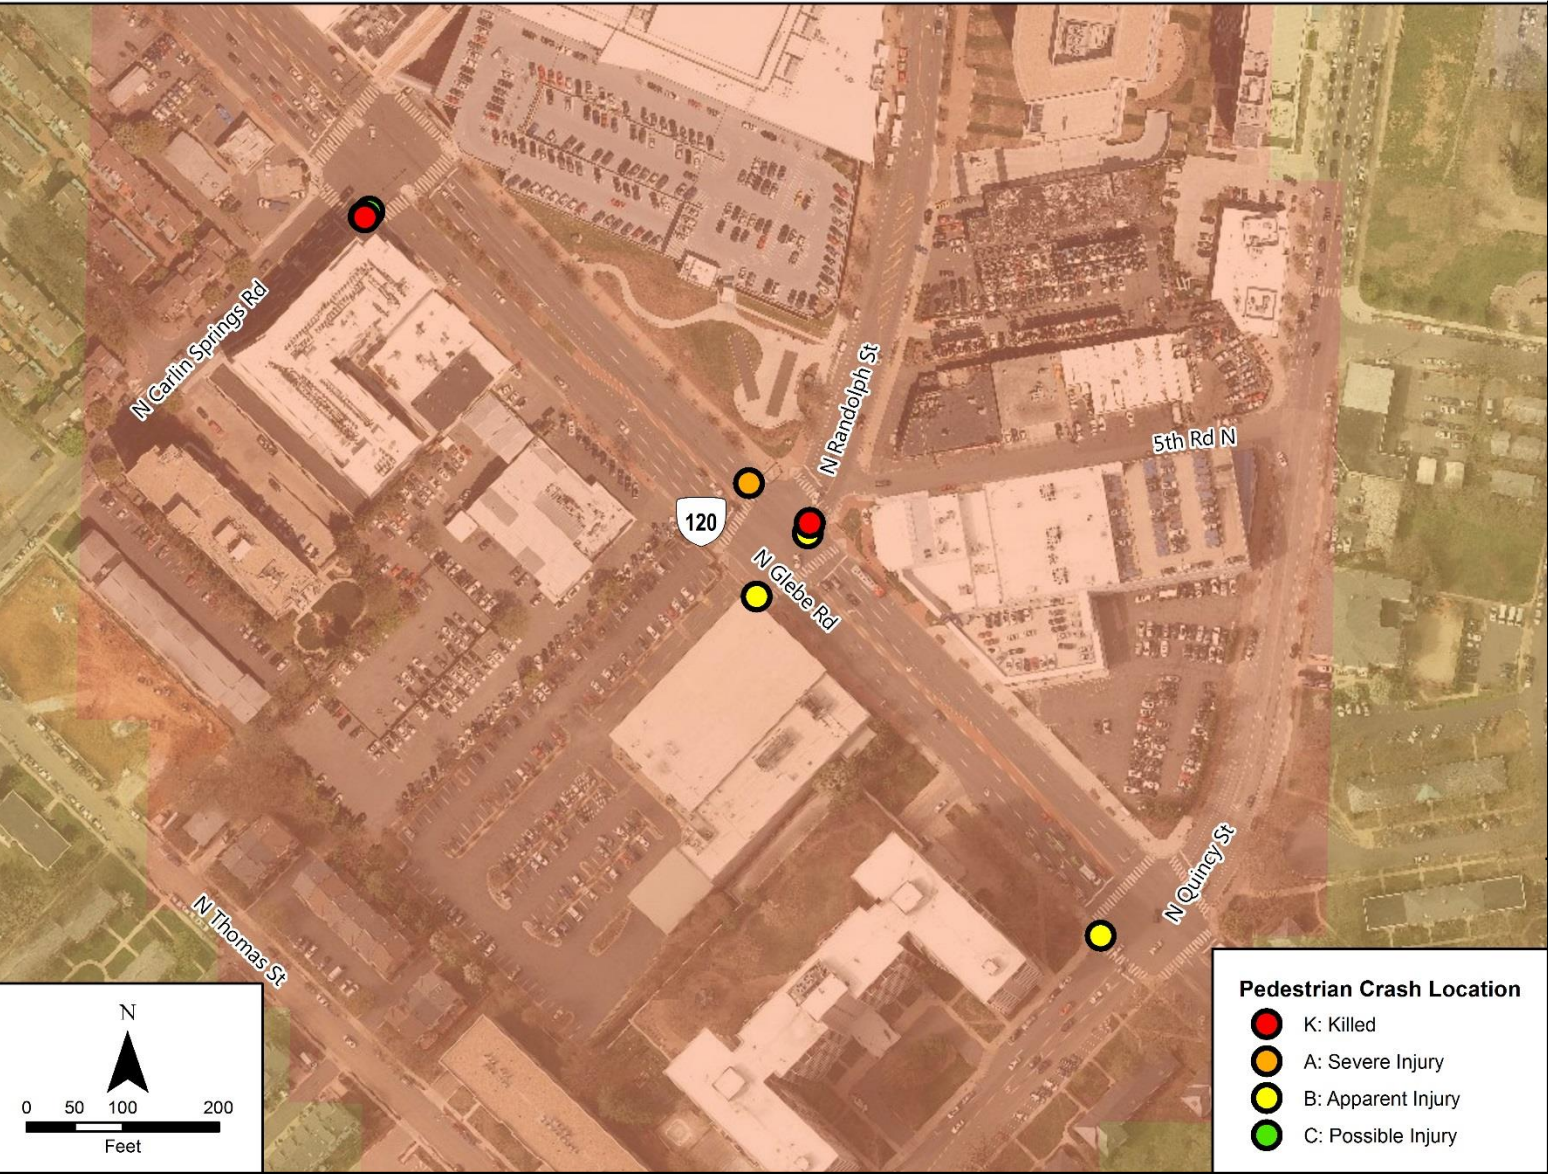 N Carlin Springs Rd
N Randolph St
5th Rd N
120
N Glebe Rd
N Quincy St
N Thomas St
N
0 50 100 200
Feet
Pedestrian Crash Location
K: Killed
A: Severe Injury
B: Apparent Injury
C: Possible Injury